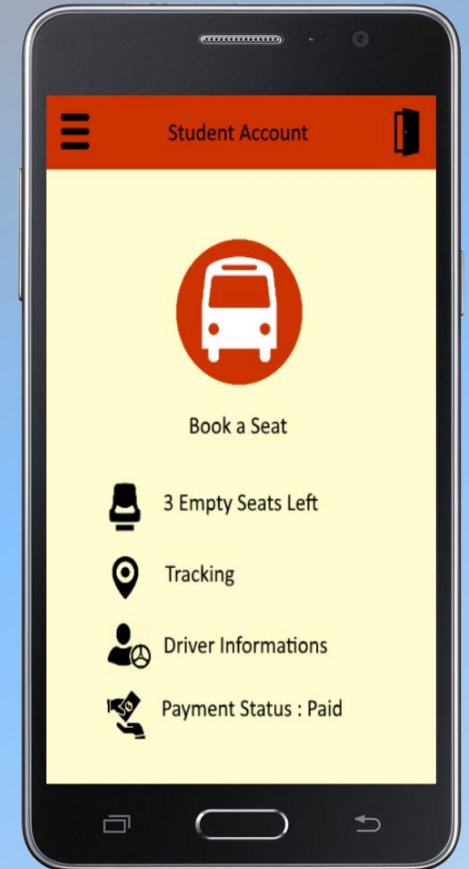 Student Account
Book a Seat
3 Empty Seats Left
Tracking
Driver Informations
Payment Status : Paid